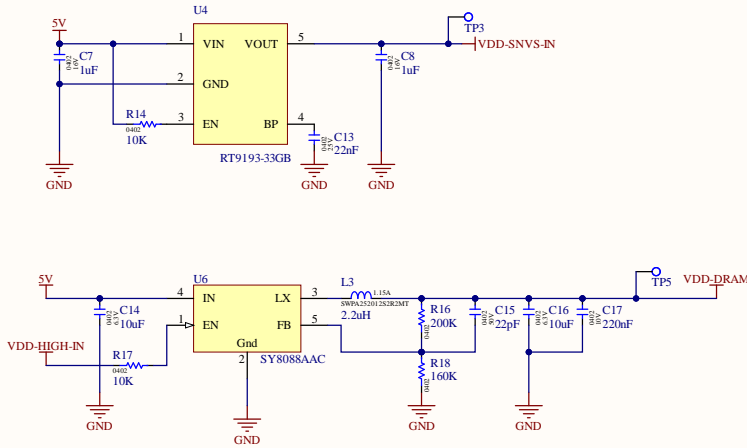 U4
5V
TP3
1
VIN
VOUT
5
VDD-SNVS-IN
C7
0402
16V
1uF
C8
0402
16V
1uF
2
GND
R14
0402
10K
3
EN
BP
4
C13
0402
25V
22nF
RT9193-33GB
GND
GND
GND
5V
U6
TP5
VDD-DRAM
4
IN
LX
3
L3
1.15A
SWPA252012S2R2MT
2.2uH
C14
0402
6.3V
10uF
1
EN
FB
5
R16
0402
200K
C15
0402
50V
22pF
C16
0402
6.3V
10uF
C17
0402
10V
220nF
VDD-HIGH-IN
R17
0402
10K
Gnd
2
SY8088AAC
R18
0402
160K
GND
GND
GND
GND